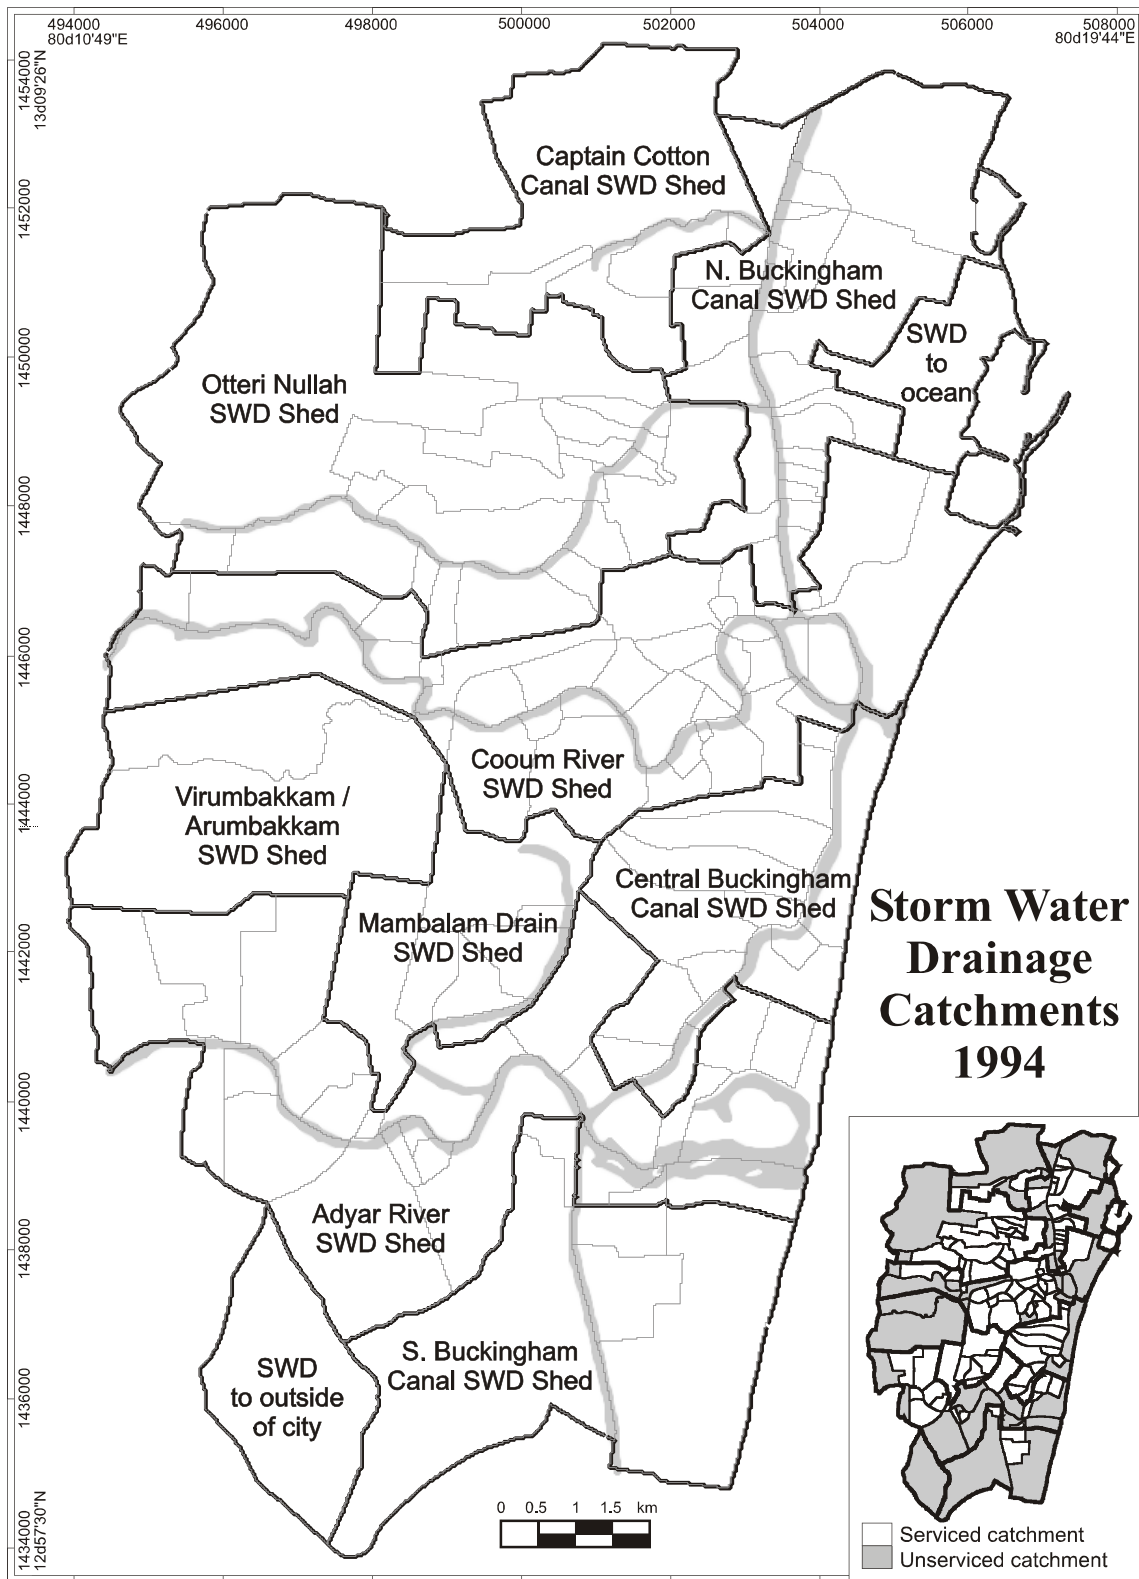 494000 496000 498000 500000 502000 504000 506000 508000
80d10'49"E 80d19'44"E
1454000
13d09'26"N
1452000
1450000
1448000
1446000
1444000
1442000
1440000
1438000
1436000
1434000
12d57'30"N
Captain Cotton
Canal SWD Shed
N. Buckingham
Canal SWD Shed
SWD
to
ocean
Otteri Nullah
SWD Shed
Cooum River
SWD Shed
Virumbakkam /
Arumbakkam
SWD Shed
Central Buckingham
Canal SWD Shed
Mambalam Drain
SWD Shed
Storm Water
Drainage
Catchments
1994
Adyar River
SWD Shed
S. Buckingham
Canal SWD Shed
SWD
to outside
of city
0 0.5 1 1.5 km
Serviced catchment
Unserviced catchment